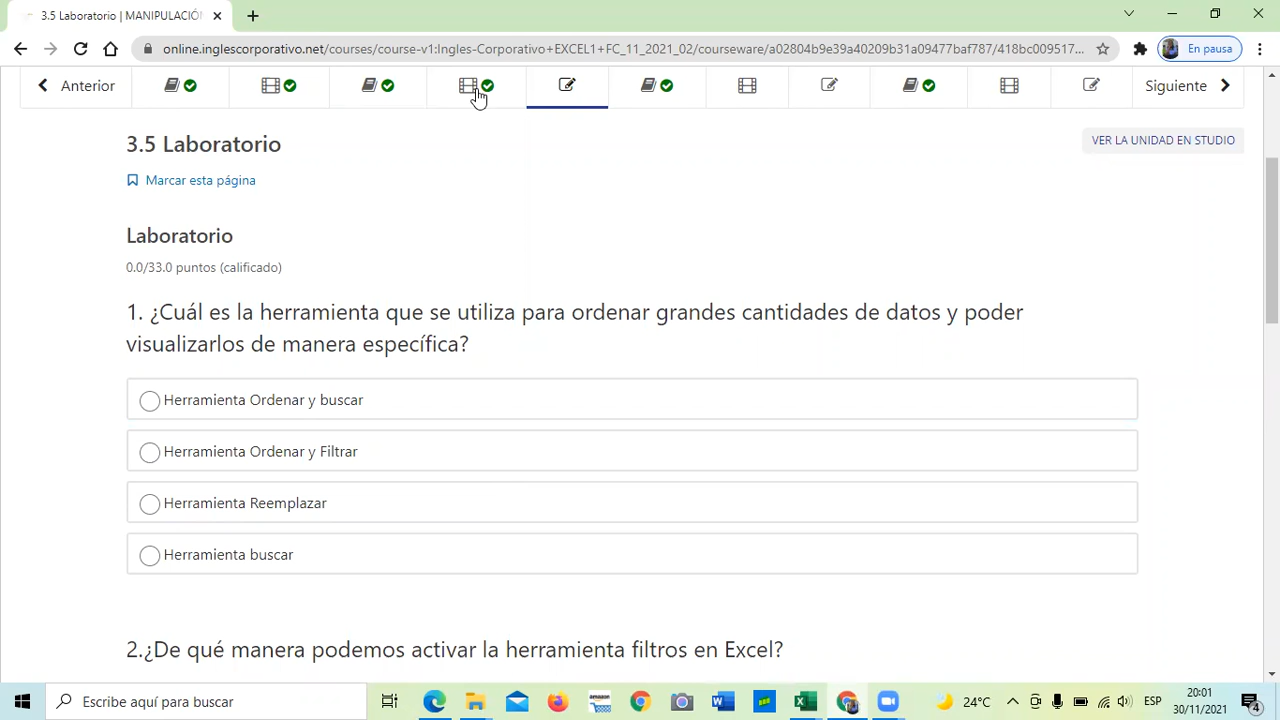 3.5 Laboratorio | MANIPULACIÓN
online.inglescorporativo.net/courses/course-v1:Ingles-Corporativo+EXCEL1+FC_11_2021_02/courseware/a02804b9e39a40209b31a09477baf787/418bc009517...
En pausa
Anterior
Siguiente
3.5 Laboratorio
VER LA UNIDAD EN STUDIO
Marcar esta página
Laboratorio
0.0/33.0 puntos (calificado)
1. ¿Cuál es la herramienta que se utiliza para ordenar grandes cantidades de datos y poder
visualizarlos de manera específica?
Herramienta Ordenar y buscar
Herramienta Ordenar y Filtrar
Herramienta Reemplazar
Herramienta buscar
2.¿De qué manera podemos activar la herramienta filtros en Excel?
Escribe aquí para buscar
24°C
ESP
20:01
30/11/2021
4